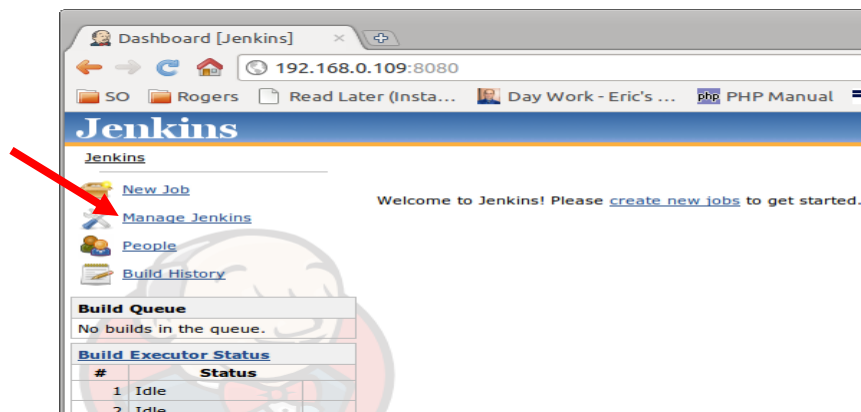 Dashboard [Jenkins]
192.168.0.109:8080
SO Rogers Read Later (Insta... Day Work - Eric's ... php PHP Manual
Jenkins
Jenkins
New Job
Welcome to Jenkins! Please create new jobs to get started.
Manage Jenkins
People
Build History
Build Queue
No builds in the queue.
Build Executor Status
# Status
1 Idle
2 Idle